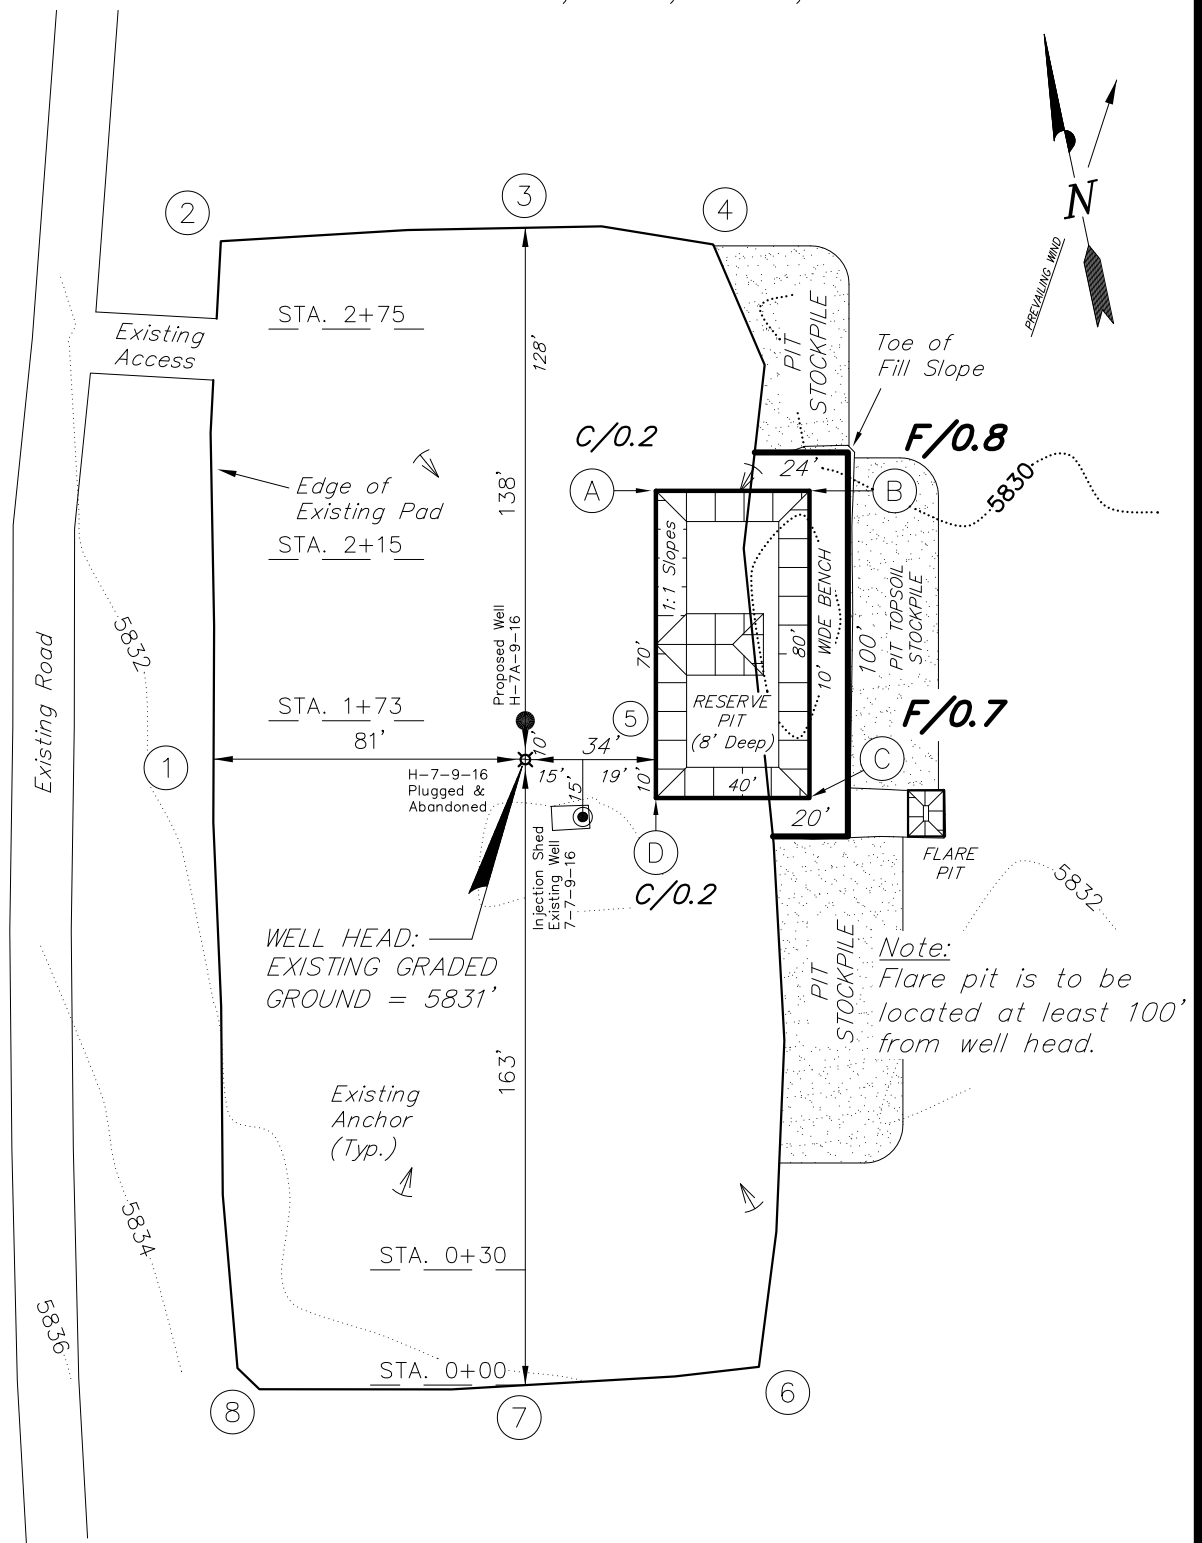 N
PREVAILING WIND
2
3
4
STA. 2+75
Existing
Access
128'
PIT
STOCKPILE
Toe of
Fill Slope
C/0.2
F/0.8
24'
A
B
5830
138'
Edge of
Existing Pad
STA. 2+15
1:1 Slopes
10' WIDE BENCH
80'
100'
PIT TOPSOIL
STOCKPILE
5832
Existing Road
Proposed Well
H-7A-9-16
70'
RESERVE
PIT
(8' Deep)
STA. 1+73
81'
5
F/0.7
10'
34'
1
H-7-9-16
Plugged &
Abandoned
15'
19'
15'
10'
40'
C
20'
D
C/0.2
Injection Shed
Existing Well
7-7-9-16
FLARE
PIT
5832
WELL HEAD:
EXISTING GRADED
GROUND = 5831'
PIT
STOCKPILE
Note:
Flare pit is to be
located at least 100'
from well head.
163'
Existing
Anchor
(Typ.)
5834
STA. 0+30
5836
STA. 0+00
8
7
6